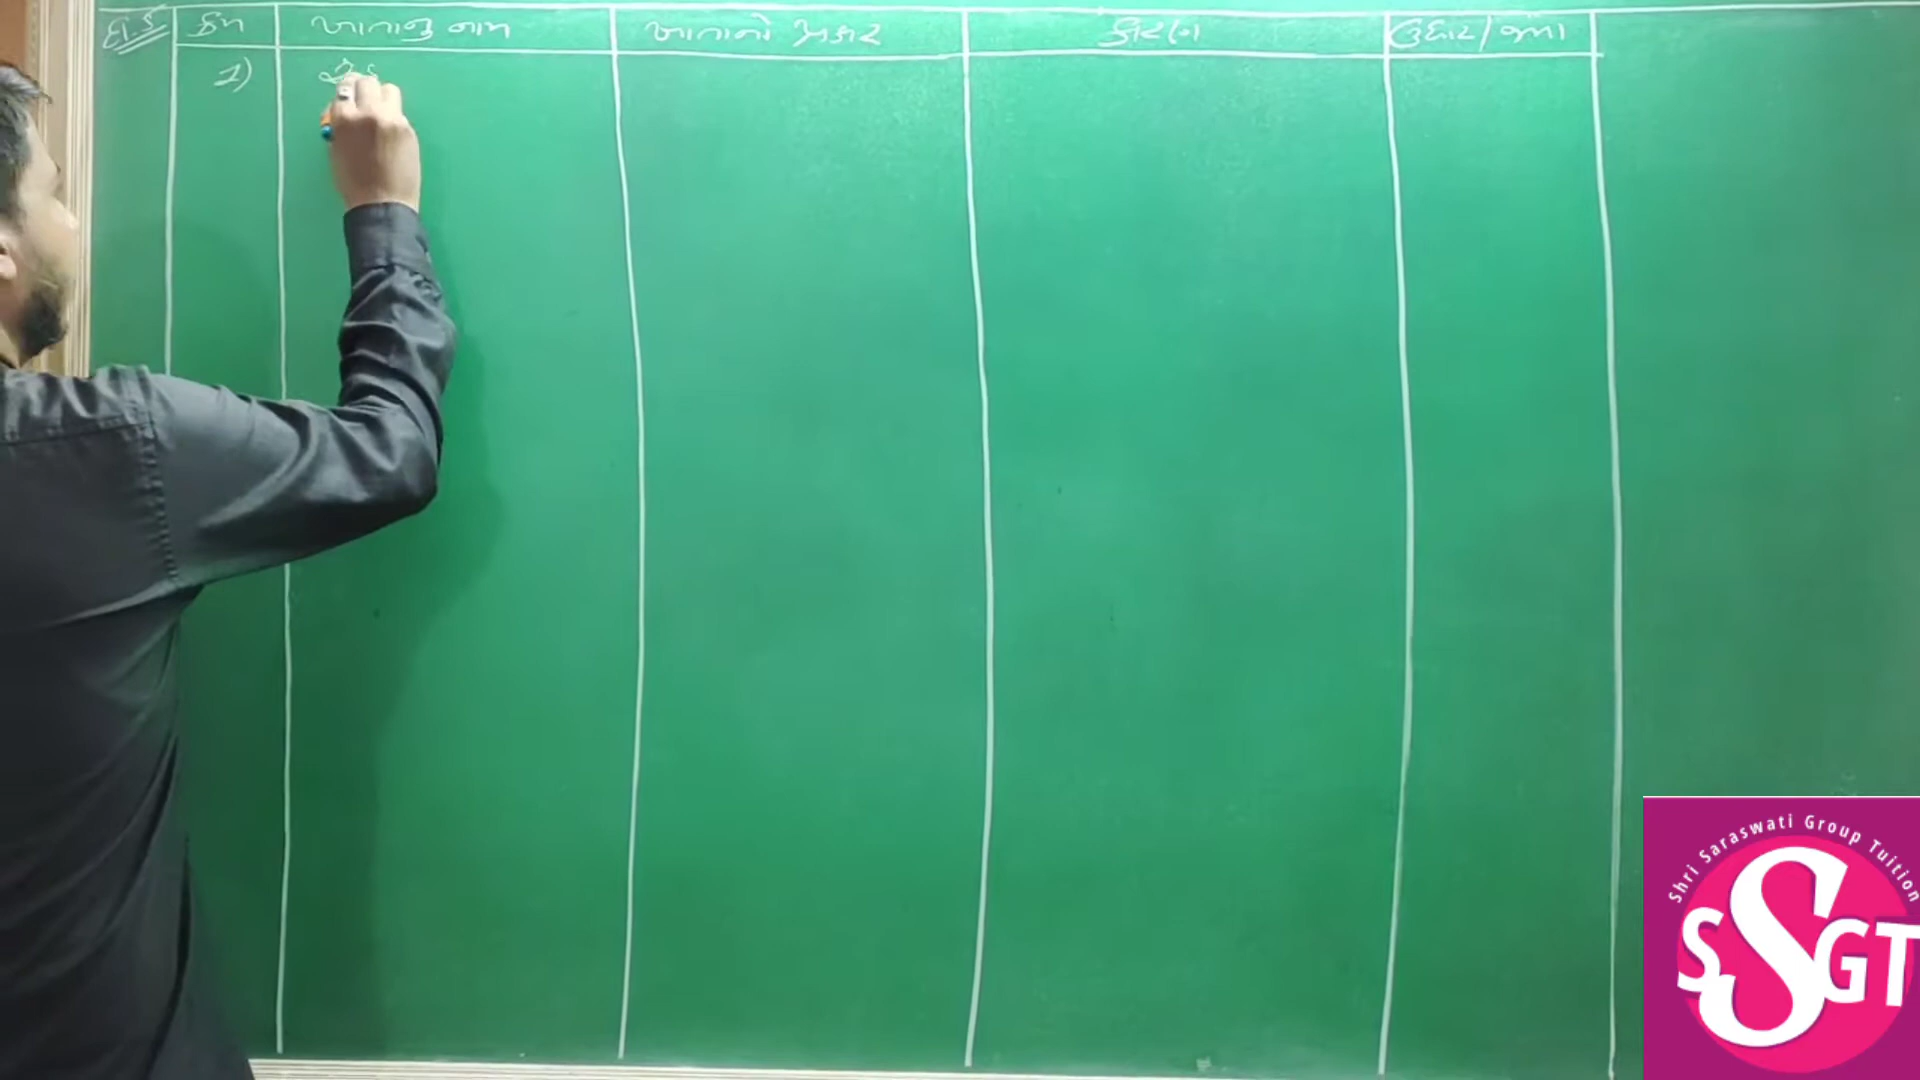 દા.ડ ક્રમ ખાતાનુ નામ ખાતાનો પ્રકાર કારણ ઉધાર/જમા
1)
Shri Saraswati Group Tuition
SSGT